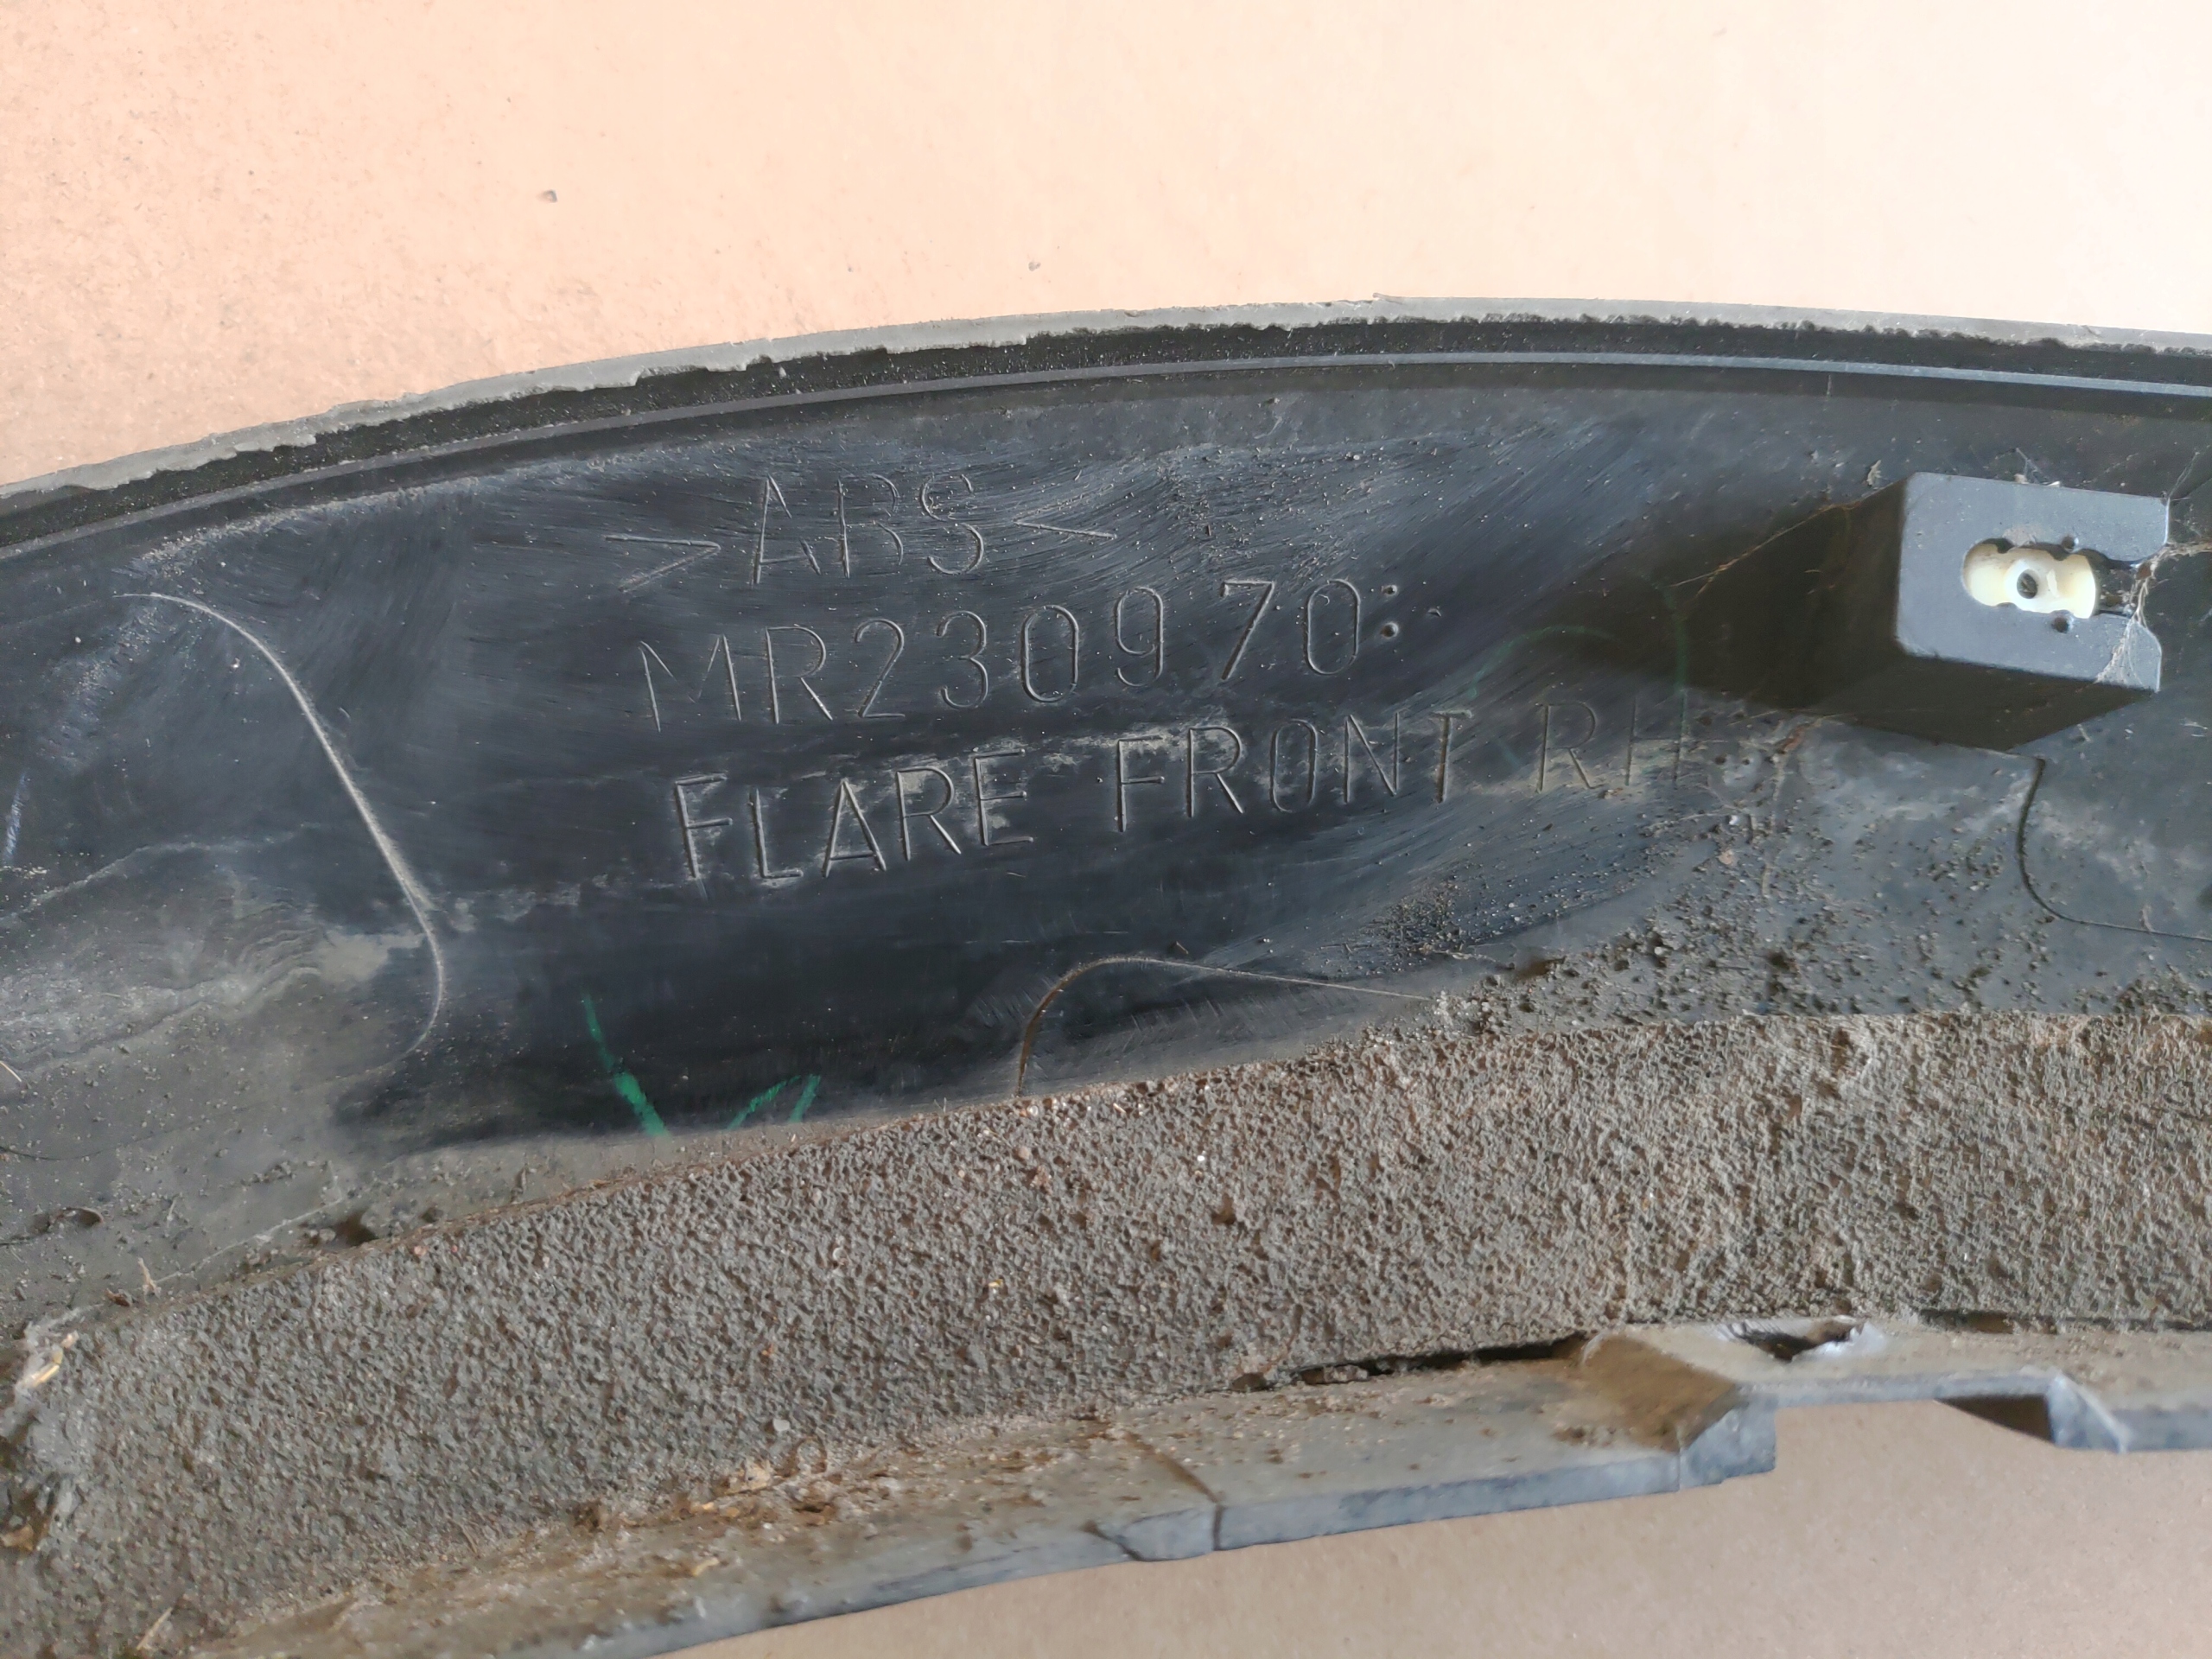 >ABS<
MR230970
FLARE FRONT RH